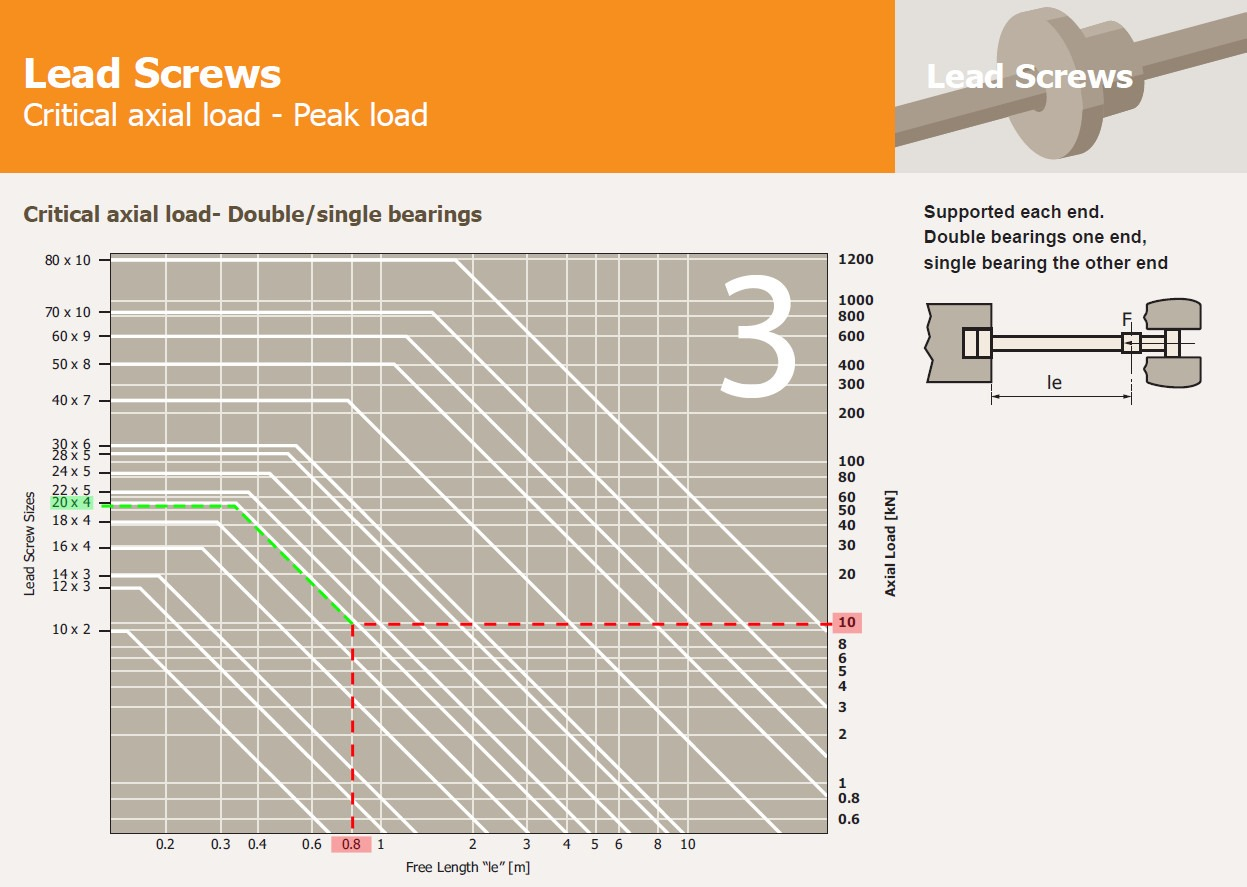 Lead Screws
Critical axial load - Peak load
Lead Screws
Critical axial load- Double/single bearings
Supported each end.
Double bearings one end,
single bearing the other end
3
F
le
Lead Screw Sizes
80 x 10
70 x 10
60 x 9
50 x 8
40 x 7
30 x 6
28 x 5
24 x 5
22 x 5
20 x 4
18 x 4
16 x 4
14 x 3
12 x 3
10 x 2
1200
1000
800
600
400
300
200
100
80
60
50
40
30
20
10
8
6
5
4
3
2
1
0.8
0.6
Axial Load [kN]
0.2 0.3 0.4 0.6 0.8 1 2 3 4 5 6 8 10
Free Length “le” [m]